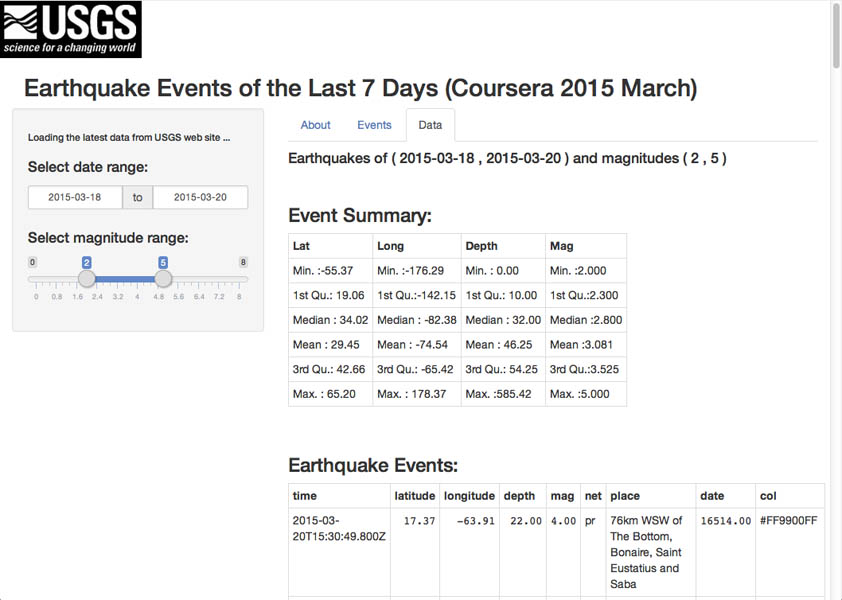 USGS
science for a changing world
Earthquake Events of the Last 7 Days (Coursera 2015 March)
Loading the latest data from USGS web site ...
Select date range:
2015-03-18 to 2015-03-20
Select magnitude range:
0 2 5 8
0 0.8 1.6 2.4 3.2 4 4.8 5.6 6.4 7.2 8
About Events Data
Earthquakes of ( 2015-03-18 , 2015-03-20 ) and magnitudes ( 2 , 5 )
Event Summary:
Lat Long Depth Mag
Min. :-55.37 Min. :-176.29 Min. : 0.00 Min. :2.000
1st Qu.: 19.06 1st Qu.:-142.15 1st Qu.: 10.00 1st Qu.:2.300
Median : 34.02 Median : -82.38 Median : 32.00 Median :2.800
Mean : 29.45 Mean : -74.54 Mean : 46.25 Mean :3.081
3rd Qu.: 42.66 3rd Qu.: -65.42 3rd Qu.: 54.25 3rd Qu.:3.525
Max. : 65.20 Max. : 178.37 Max. :585.42 Max. :5.000
Earthquake Events:
time latitude longitude depth mag net place date col
2015-03- 17.37 -63.91 22.00 4.00 pr 76km WSW of 16514.00 #FF9900FF
20T15:30:49.800Z The Bottom,
Bonaire, Saint
Eustatius and
Saba